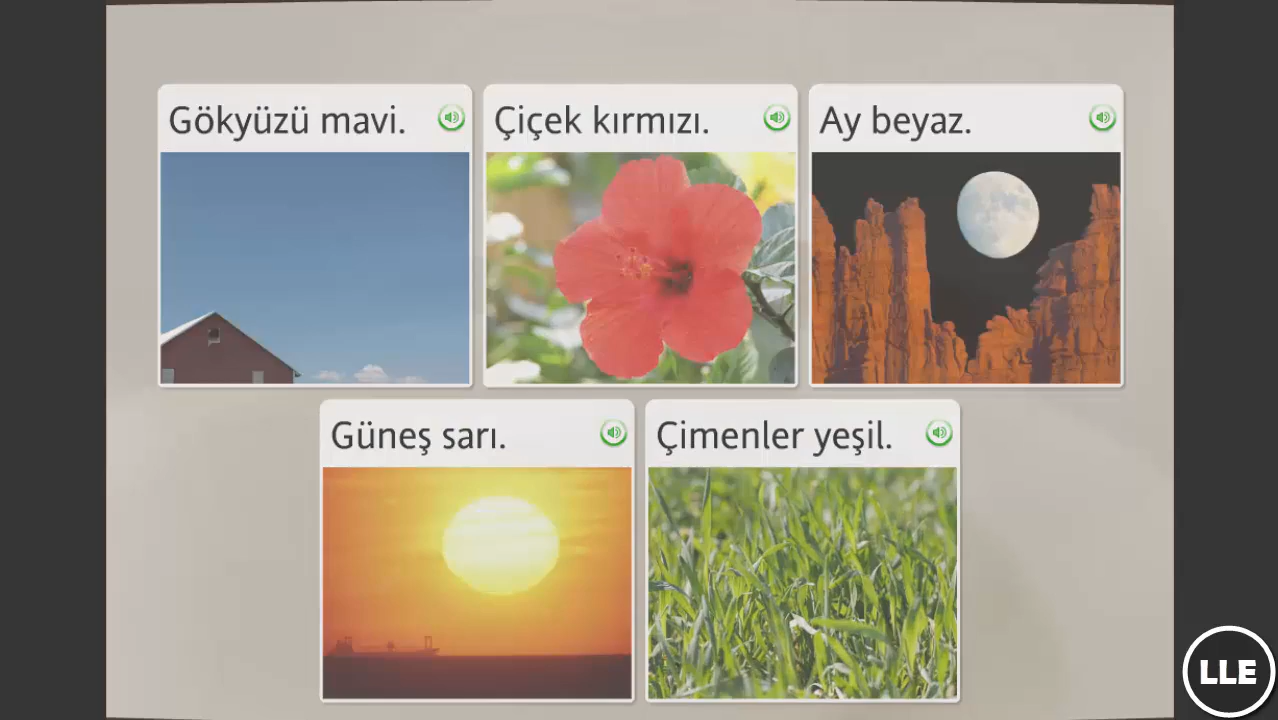 Gökyüzü mavi.
Çiçek kırmızı.
Ay beyaz.
Güneş sarı.
Çimenler yeşil.
LLE